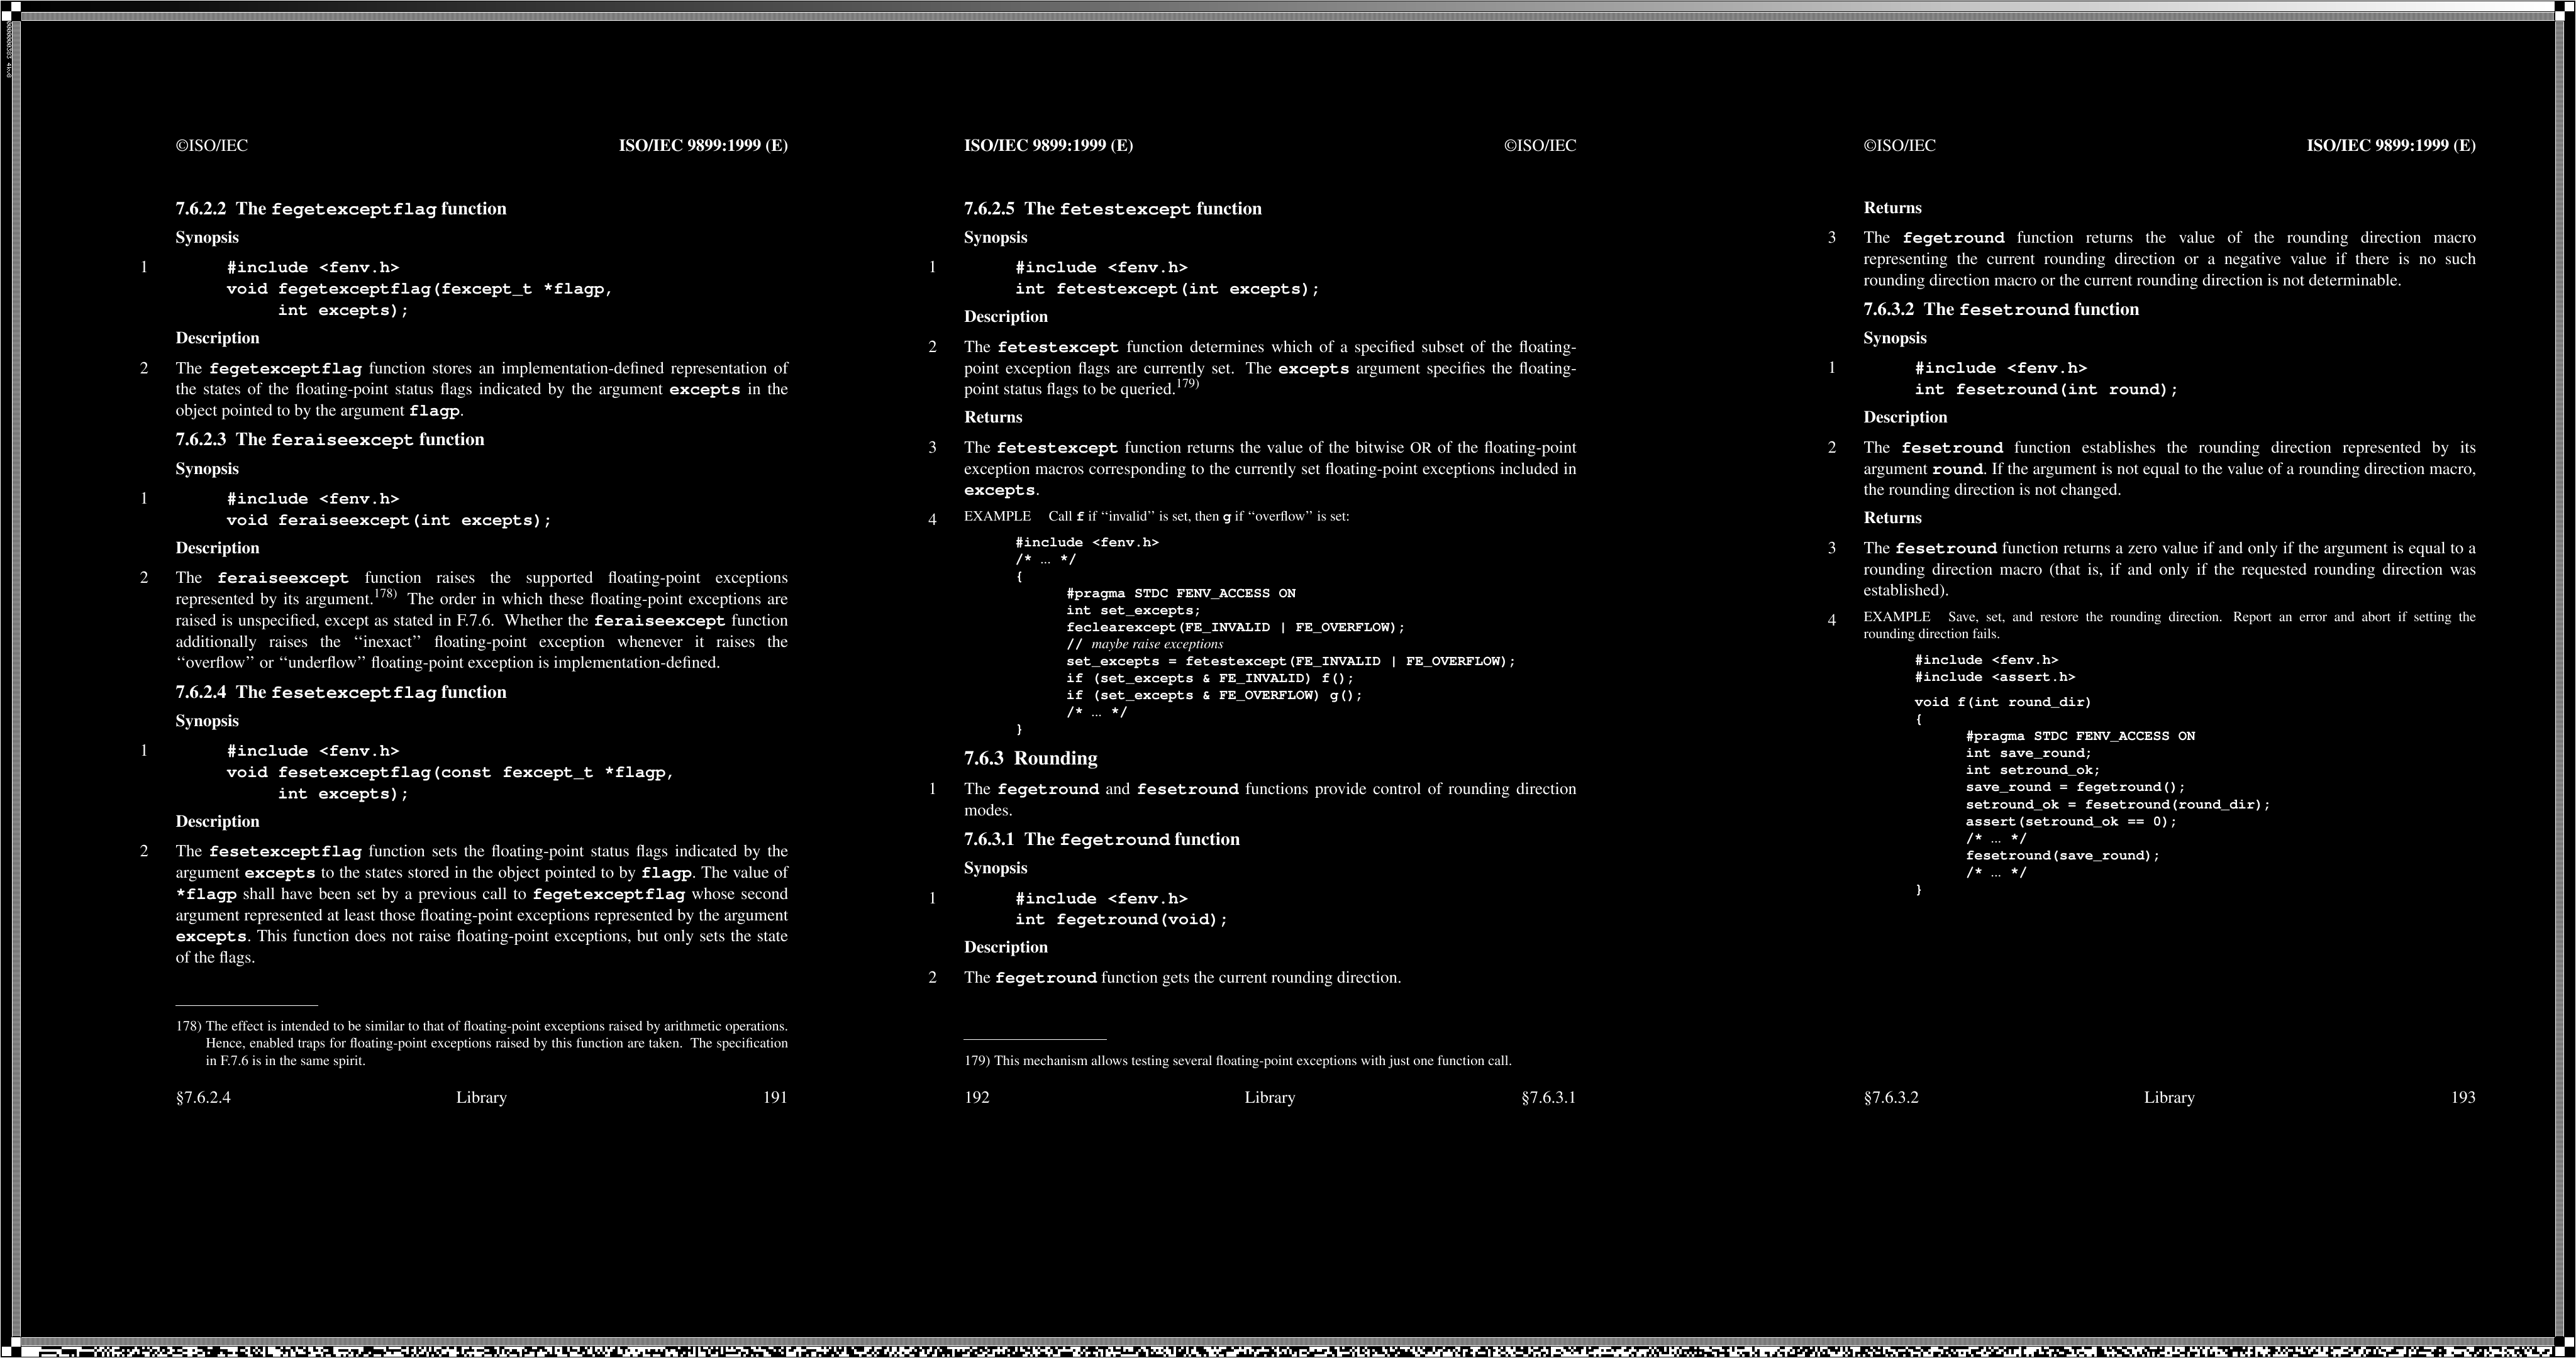 ©ISO/IEC ISO/IEC 9899:1999 (E)
7.6.2.2 The fegetexceptflag function
Synopsis
1 #include <fenv.h>
void fegetexceptflag(fexcept_t *flagp,
int excepts);
Description
2 The fegetexceptflag function stores an implementation-defined representation of
the states of the floating-point status flags indicated by the argument excepts in the
object pointed to by the argument flagp.
7.6.2.3 The feraiseexcept function
Synopsis
1 #include <fenv.h>
void feraiseexcept(int excepts);
Description
2 The feraiseexcept function raises the supported floating-point exceptions
represented by its argument.178) The order in which these floating-point exceptions are
raised is unspecified, except as stated in F.7.6. Whether the feraiseexcept function
additionally raises the ‘‘inexact’’ floating-point exception whenever it raises the
‘‘overflow’’ or ‘‘underflow’’ floating-point exception is implementation-defined.
7.6.2.4 The fesetexceptflag function
Synopsis
1 #include <fenv.h>
void fesetexceptflag(const fexcept_t *flagp,
int excepts);
Description
2 The fesetexceptflag function sets the floating-point status flags indicated by the
argument excepts to the states stored in the object pointed to by flagp. The value of
*flagp shall have been set by a previous call to fegetexceptflag whose second
argument represented at least those floating-point exceptions represented by the argument
excepts. This function does not raise floating-point exceptions, but only sets the state
of the flags.
178) The effect is intended to be similar to that of floating-point exceptions raised by arithmetic operations.
Hence, enabled traps for floating-point exceptions raised by this function are taken. The specification
in F.7.6 is in the same spirit.
§7.6.2.4 Library 191
ISO/IEC 9899:1999 (E) ©ISO/IEC
7.6.2.5 The fetestexcept function
Synopsis
1 #include <fenv.h>
int fetestexcept(int excepts);
Description
2 The fetestexcept function determines which of a specified subset of the floating-
point exception flags are currently set. The excepts argument specifies the floating-
point status flags to be queried.179)
Returns
3 The fetestexcept function returns the value of the bitwise OR of the floating-point
exception macros corresponding to the currently set floating-point exceptions included in
excepts.
4 EXAMPLE Call f if ‘‘invalid’’ is set, then g if ‘‘overflow’’ is set:
#include <fenv.h>
/* ... */
{
#pragma STDC FENV_ACCESS ON
int set_excepts;
feclearexcept(FE_INVALID | FE_OVERFLOW);
// maybe raise exceptions
set_excepts = fetestexcept(FE_INVALID | FE_OVERFLOW);
if (set_excepts & FE_INVALID) f();
if (set_excepts & FE_OVERFLOW) g();
/* ... */
}
7.6.3 Rounding
1 The fegetround and fesetround functions provide control of rounding direction
modes.
7.6.3.1 The fegetround function
Synopsis
1 #include <fenv.h>
int fegetround(void);
Description
2 The fegetround function gets the current rounding direction.
179) This mechanism allows testing several floating-point exceptions with just one function call.
192 Library §7.6.3.1
©ISO/IEC ISO/IEC 9899:1999 (E)
Returns
3 The fegetround function returns the value of the rounding direction macro
representing the current rounding direction or a negative value if there is no such
rounding direction macro or the current rounding direction is not determinable.
7.6.3.2 The fesetround function
Synopsis
1 #include <fenv.h>
int fesetround(int round);
Description
2 The fesetround function establishes the rounding direction represented by its
argument round. If the argument is not equal to the value of a rounding direction macro,
the rounding direction is not changed.
Returns
3 The fesetround function returns a zero value if and only if the argument is equal to a
rounding direction macro (that is, if and only if the requested rounding direction was
established).
4 EXAMPLE Save, set, and restore the rounding direction. Report an error and abort if setting the
rounding direction fails.
#include <fenv.h>
#include <assert.h>
void f(int round_dir)
{
#pragma STDC FENV_ACCESS ON
int save_round;
int setround_ok;
save_round = fegetround();
setround_ok = fesetround(round_dir);
assert(setround_ok == 0);
/* ... */
fesetround(save_round);
/* ... */
}
§7.6.3.2 Library 193